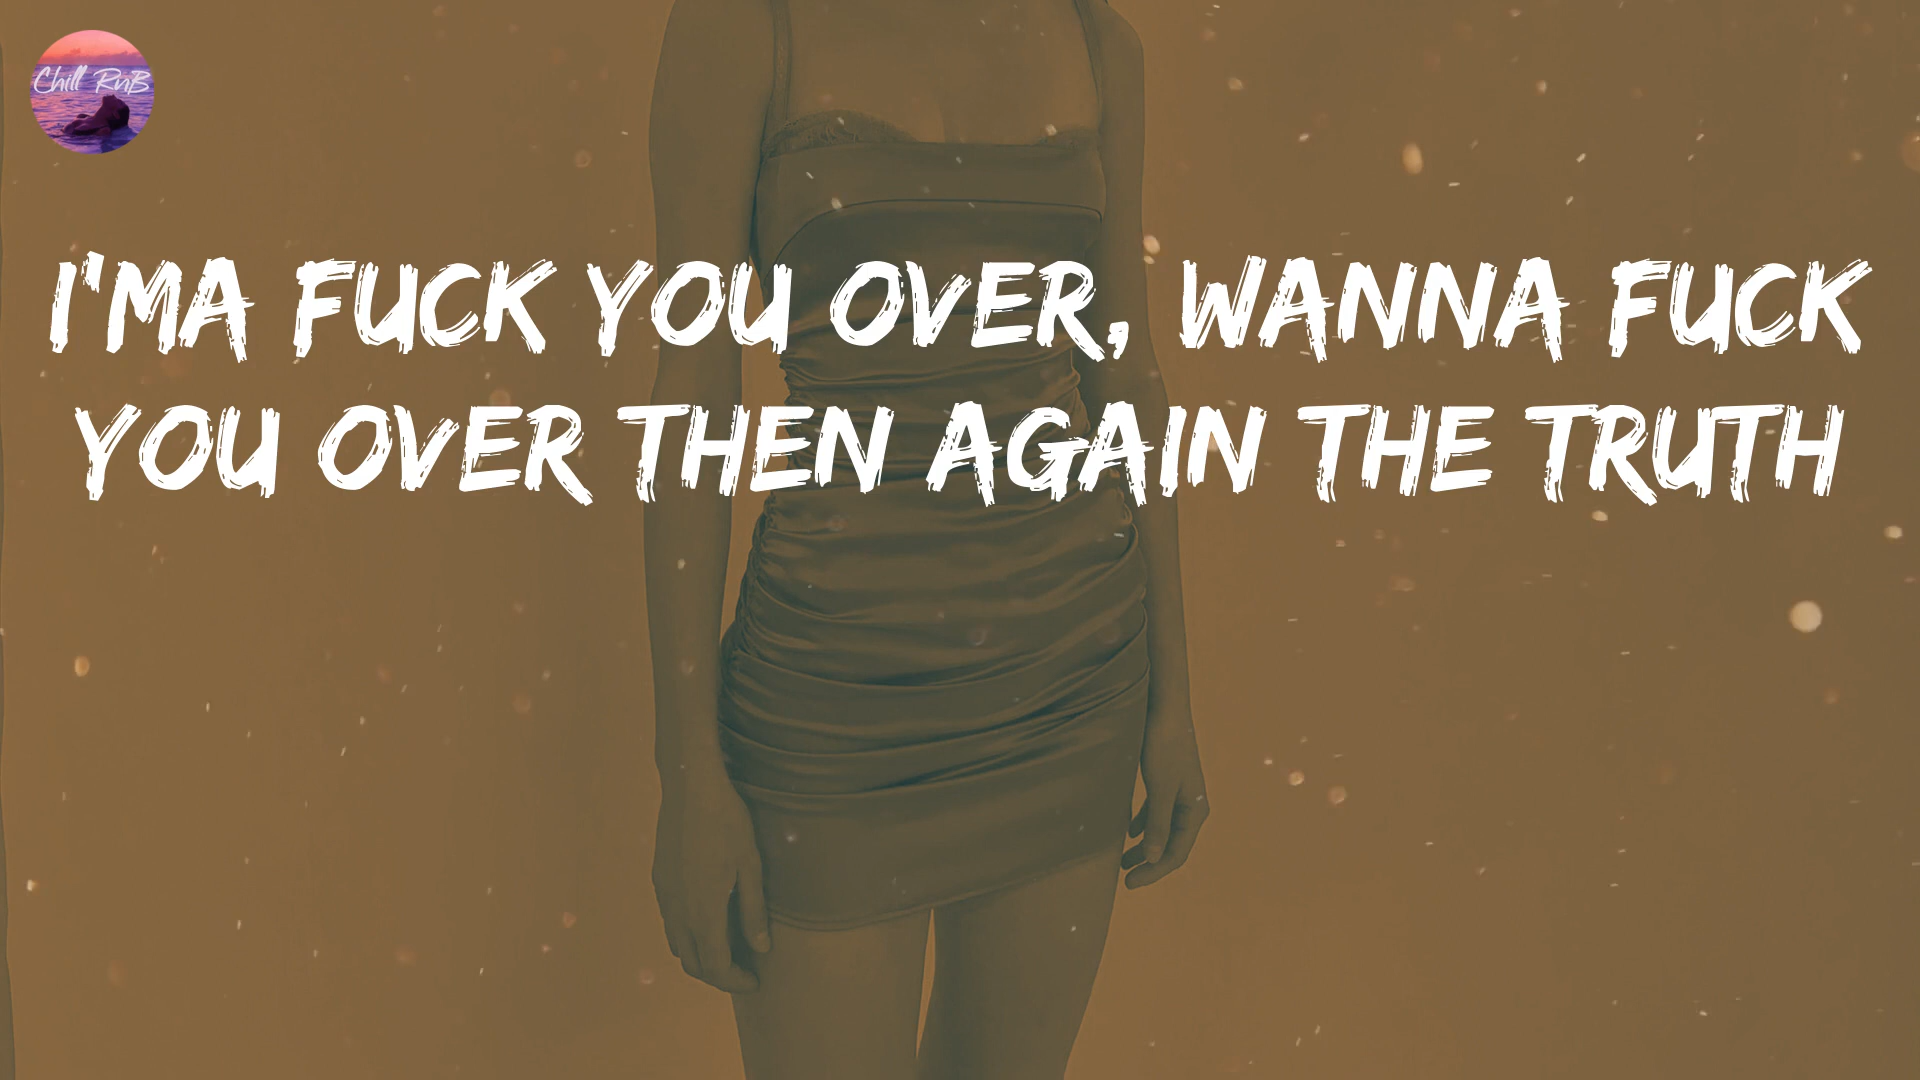 Chill RnB
I'MA FUCK YOU OVER, WANNA FUCK
YOU OVER THEN AGAIN THE TRUTH